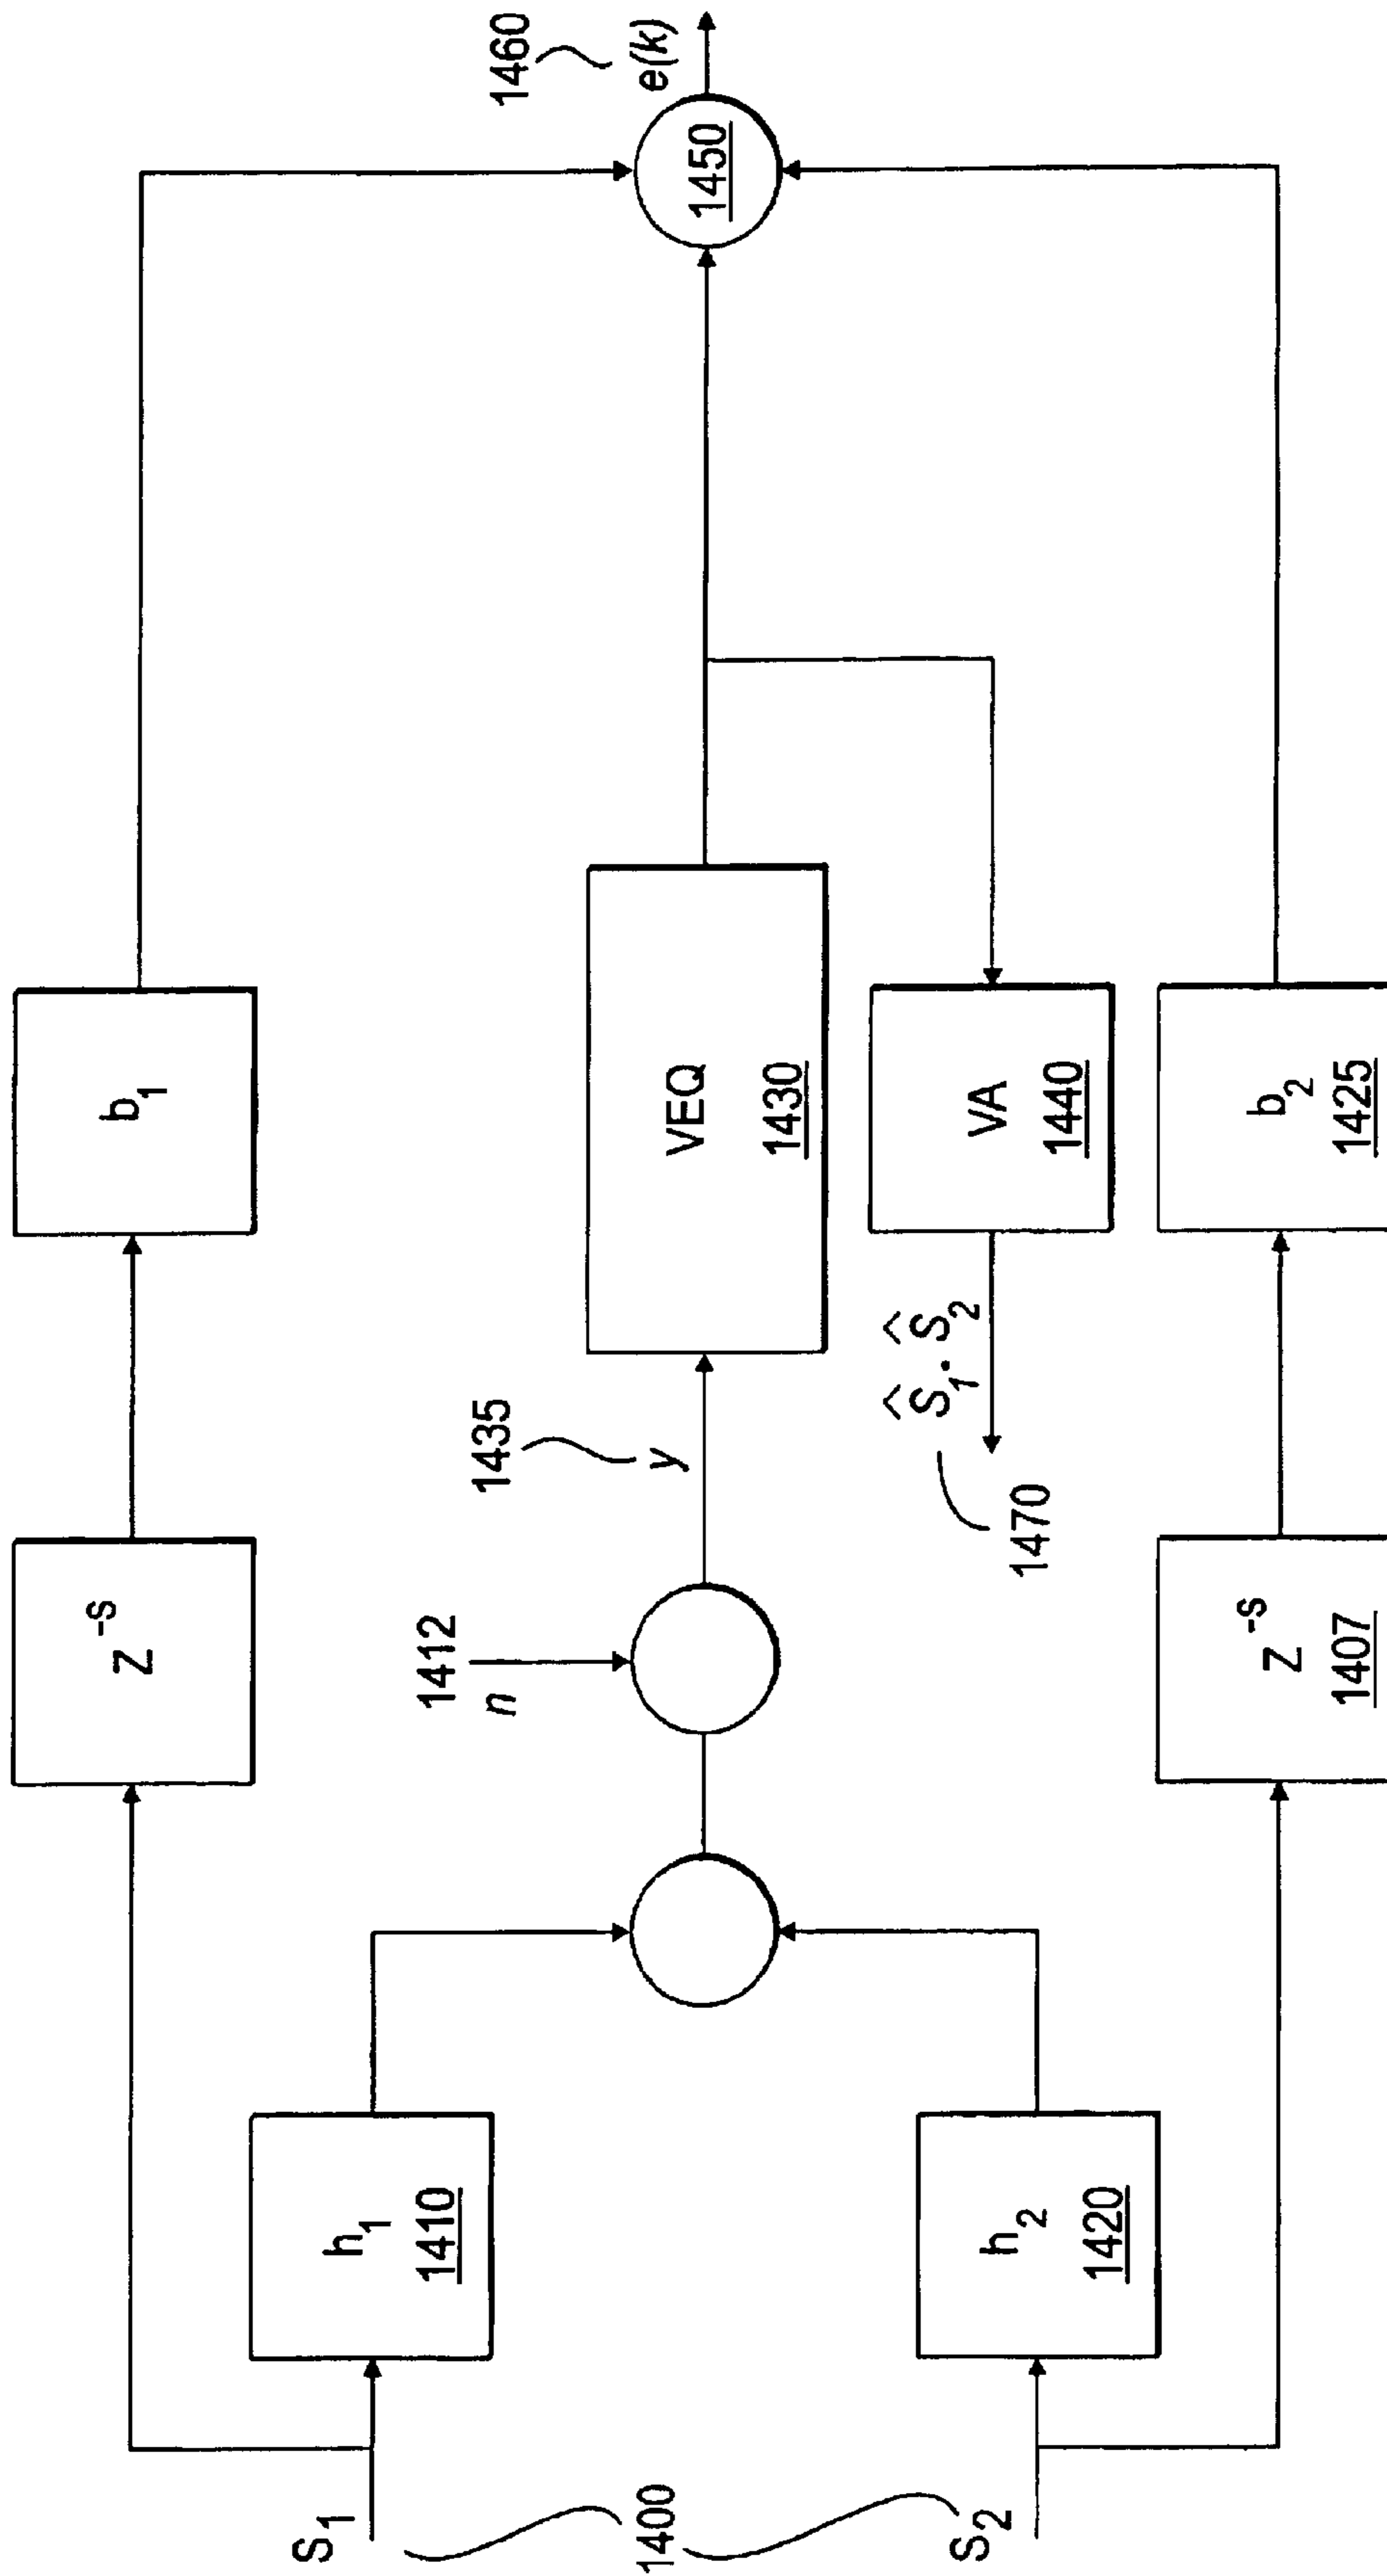 S1
1400
S2
h1
1410
h2
1420
Z^-s
Z^-s
1407
1412
n
1435
y
VEQ
1430
b1
VA
1440
Ŝ1. Ŝ2
1470
b2
1425
1450
1460
e(k)